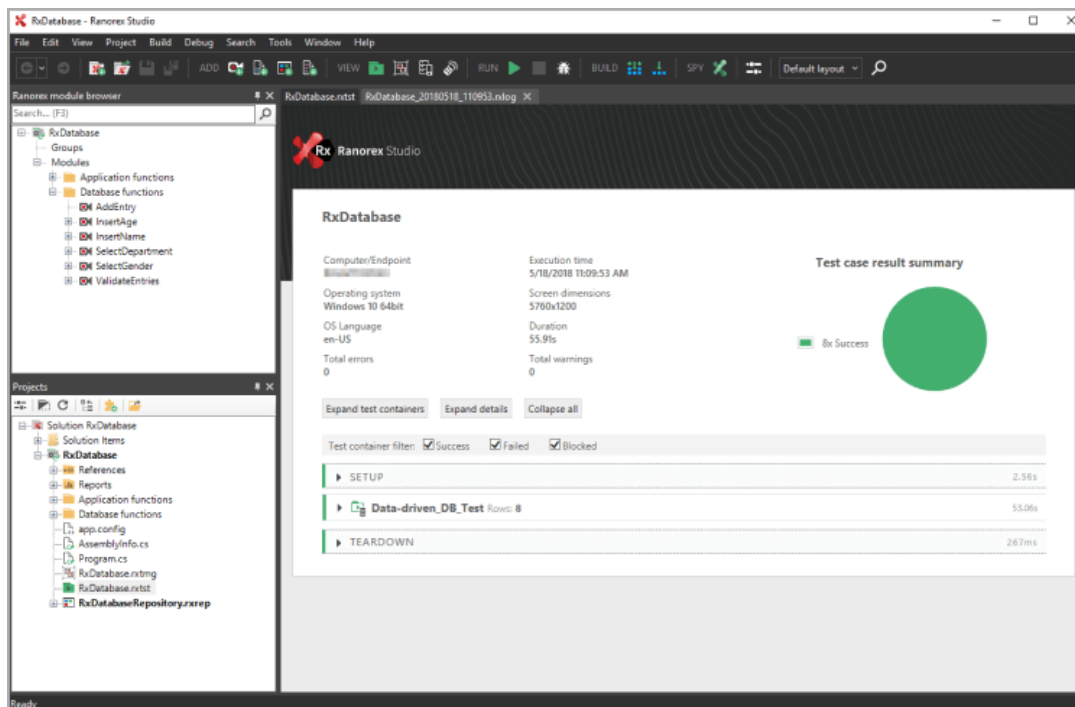 RxDatabase - Ranorex Studio
File Edit View Project Build Debug Search Tools Window Help
ADD VIEW RUN BUILD SPY Default layout
Ranorex module browser
Search... (F3)
RxDatabase
Groups
Modules
Application functions
Database functions
AddEntry
InsertAge
InsertName
SelectDepartment
SelectGender
ValidateEntries
Projects
Solution RxDatabase
Solution Items
RxDatabase
References
Reports
Application functions
Database functions
app.config
AssemblyInfo.cs
Program.cs
RxDatabase.rxtmg
RxDatabase.rxtst
RxDatabaseRepository.rxrep
RxDatabase.rxtst RxDatabase_20180518_110953.rxlog
Rx Ranorex Studio
RxDatabase
Computer/Endpoint
Execution time
5/18/2018 11:09:53 AM
Operating system
Windows 10 64bit
Screen dimensions
5760x1200
OS Language
en-US
Duration
55.91s
Total errors
0
Total warnings
0
Test case result summary
8x Success
Expand test containers Expand details Collapse all
Test container filter: Success Failed Blocked
SETUP 2.56s
Data-driven_DB_Test Rows: 8 53.06s
TEARDOWN 267ms
Ready